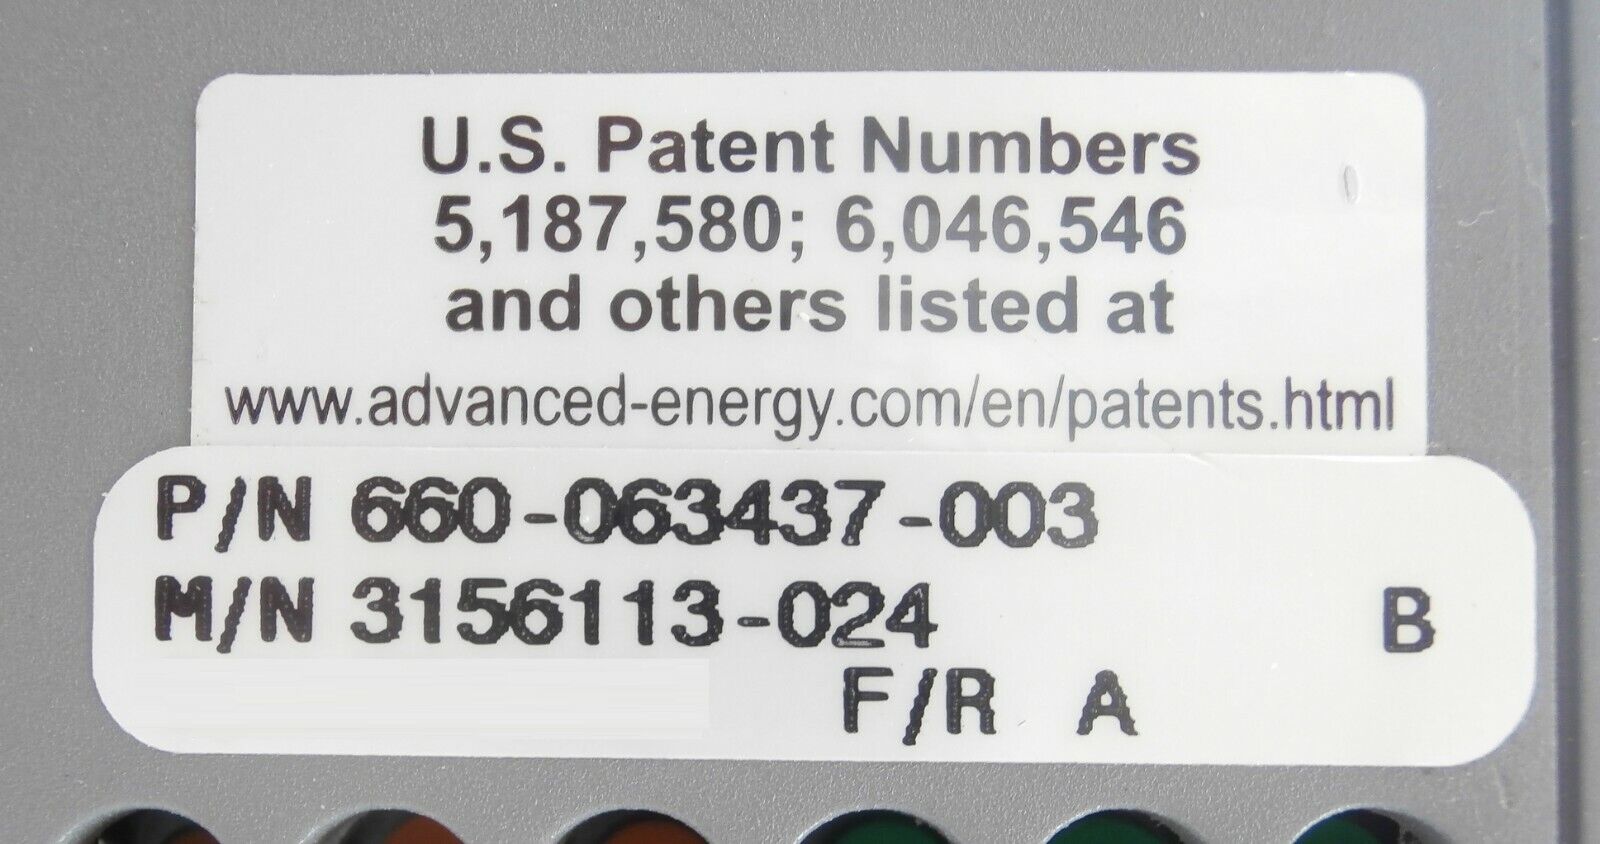 U.S. Patent Numbers
5,187,580; 6,046,546
and others listed at
www.advanced-energy.com/en/patents.html
P/N 660-063437-003
M/N 3156113-024 B
F/R A